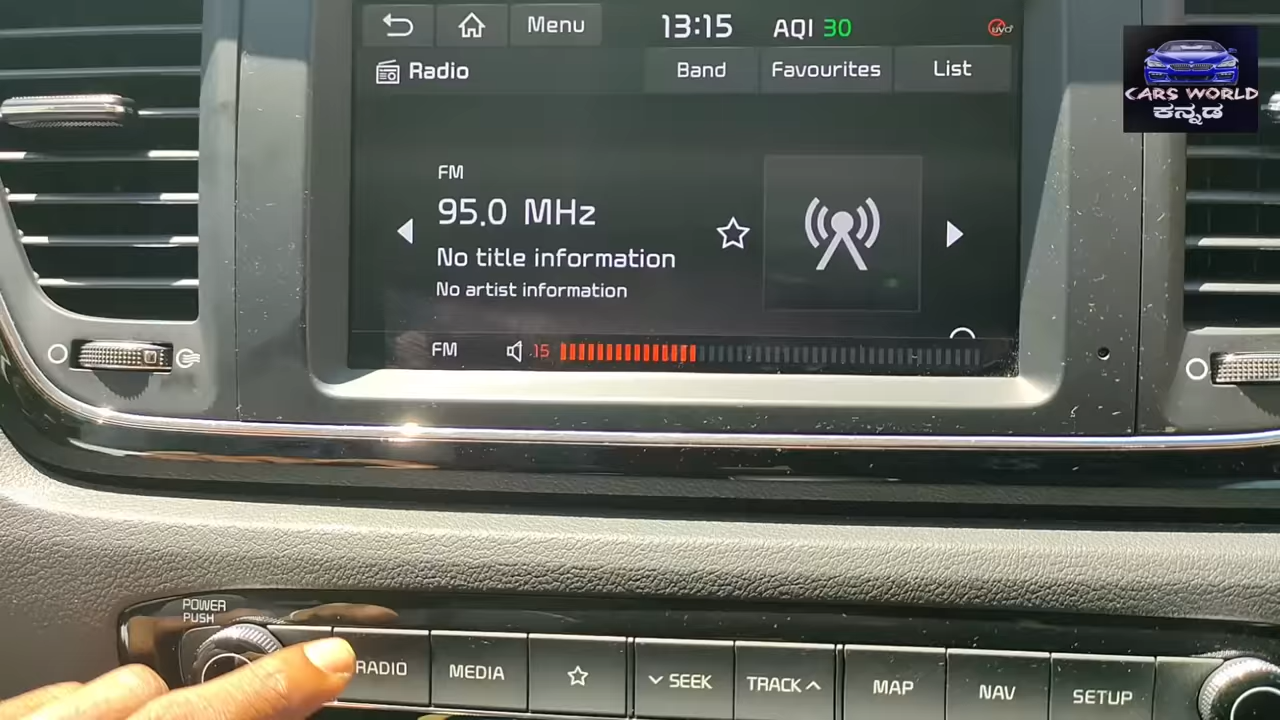 Menu
13:15
AQI 30
UVO
Radio
Band
Favourites
List
CARS WORLD
ಕನ್ನಡ
FM
95.0 MHz
No title information
No artist information
FM
15
POWER
PUSH
RADIO
MEDIA
SEEK
TRACK
MAP
NAV
SETUP